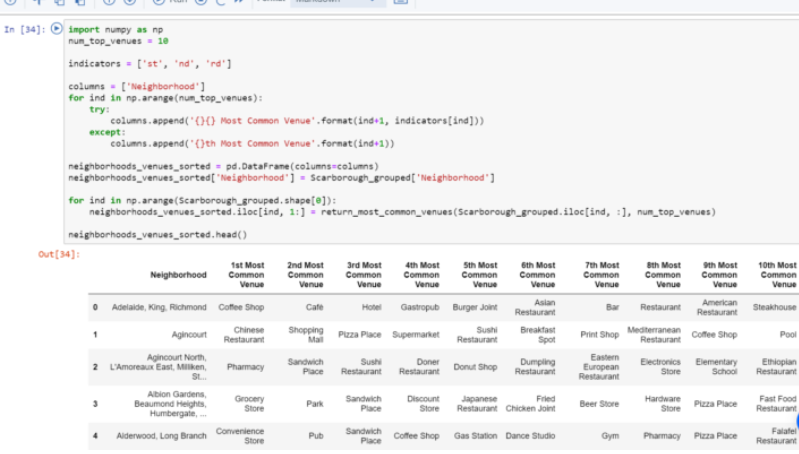 In [34]:
import numpy as np
num_top_venues = 10
indicators = ['st', 'nd', 'rd']
columns = ['Neighborhood']
for ind in np.arange(num_top_venues):
try:
columns.append('{}{} Most Common Venue'.format(ind+1, indicators[ind]))
except:
columns.append('{}th Most Common Venue'.format(ind+1))
neighborhoods_venues_sorted = pd.DataFrame(columns=columns)
neighborhoods_venues_sorted['Neighborhood'] = Scarborough_grouped['Neighborhood']
for ind in np.arange(Scarborough_grouped.shape[0]):
neighborhoods_venues_sorted.iloc[ind, 1:] = return_most_common_venues(Scarborough_grouped.iloc[ind, :], num_top_venues)
neighborhoods_venues_sorted.head()
Out[34]:
Neighborhood 1st Most Common Venue 2nd Most Common Venue 3rd Most Common Venue 4th Most Common Venue 5th Most Common Venue 6th Most Common Venue 7th Most Common Venue 8th Most Common Venue 9th Most Common Venue 10th Most Common Venue
0 Adelaide, King, Richmond Coffee Shop Café Hotel Gastropub Burger Joint Asian Restaurant Bar Restaurant American Restaurant Steakhouse
1 Agincourt Chinese Restaurant Shopping Mall Pizza Place Supermarket Sushi Restaurant Breakfast Spot Print Shop Mediterranean Restaurant Coffee Shop Pool
2 Agincourt North, L'Amoreaux East, Milliken, St... Pharmacy Sandwich Place Sushi Restaurant Doner Restaurant Donut Shop Dumpling Restaurant Eastern European Restaurant Electronics Store Elementary School Ethiopian Restaurant
3 Albion Gardens, Beaumond Heights, Humbergate, ... Grocery Store Park Sandwich Place Discount Store Japanese Restaurant Fried Chicken Joint Beer Store Hardware Store Pizza Place Fast Food Restaurant
4 Alderwood, Long Branch Convenience Store Pub Sandwich Place Coffee Shop Gas Station Dance Studio Gym Pharmacy Pizza Place Falafel Restaurant